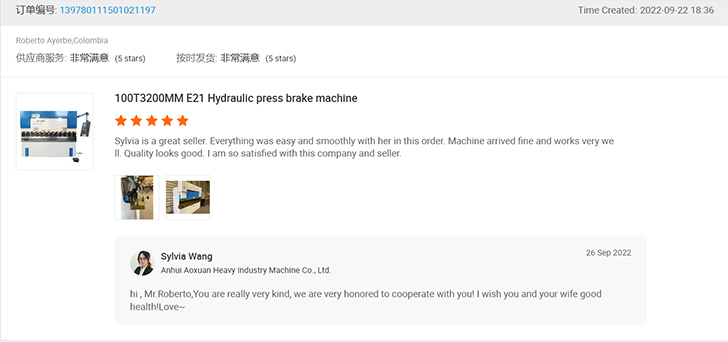 订单编号: 139780111501021197
Time Created: 2022-09-22 18:36
Roberto Ayerbe,Colombia
供应商服务: 非常满意 (5 stars) 按时发货: 非常满意 (5 stars)
100T3200MM E21 Hydraulic press brake machine
Sylvia is a great seller. Everything was easy and smoothly with her in this order. Machine arrived fine and works very we
ll. Quality looks good. I am so satisfied with this company and seller.
Sylvia Wang
26 Sep 2022
Anhui Aoxuan Heavy Industry Machine Co., Ltd.
hi , Mr.Roberto,You are really very kind, we are very honored to cooperate with you! I wish you and your wife good
health!Love~